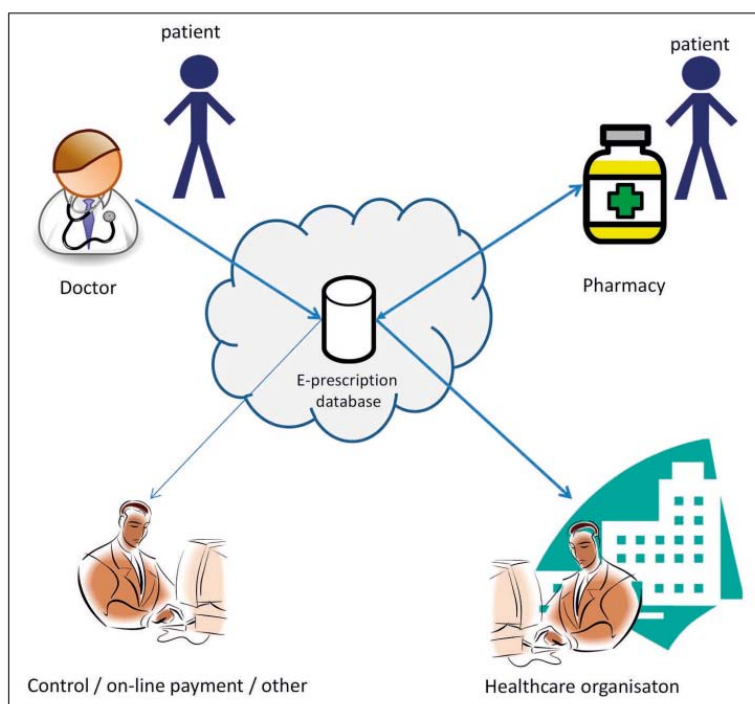 patient
patient
Doctor
Pharmacy
E-prescription
database
Control / on-line payment / other
Healthcare organisaton